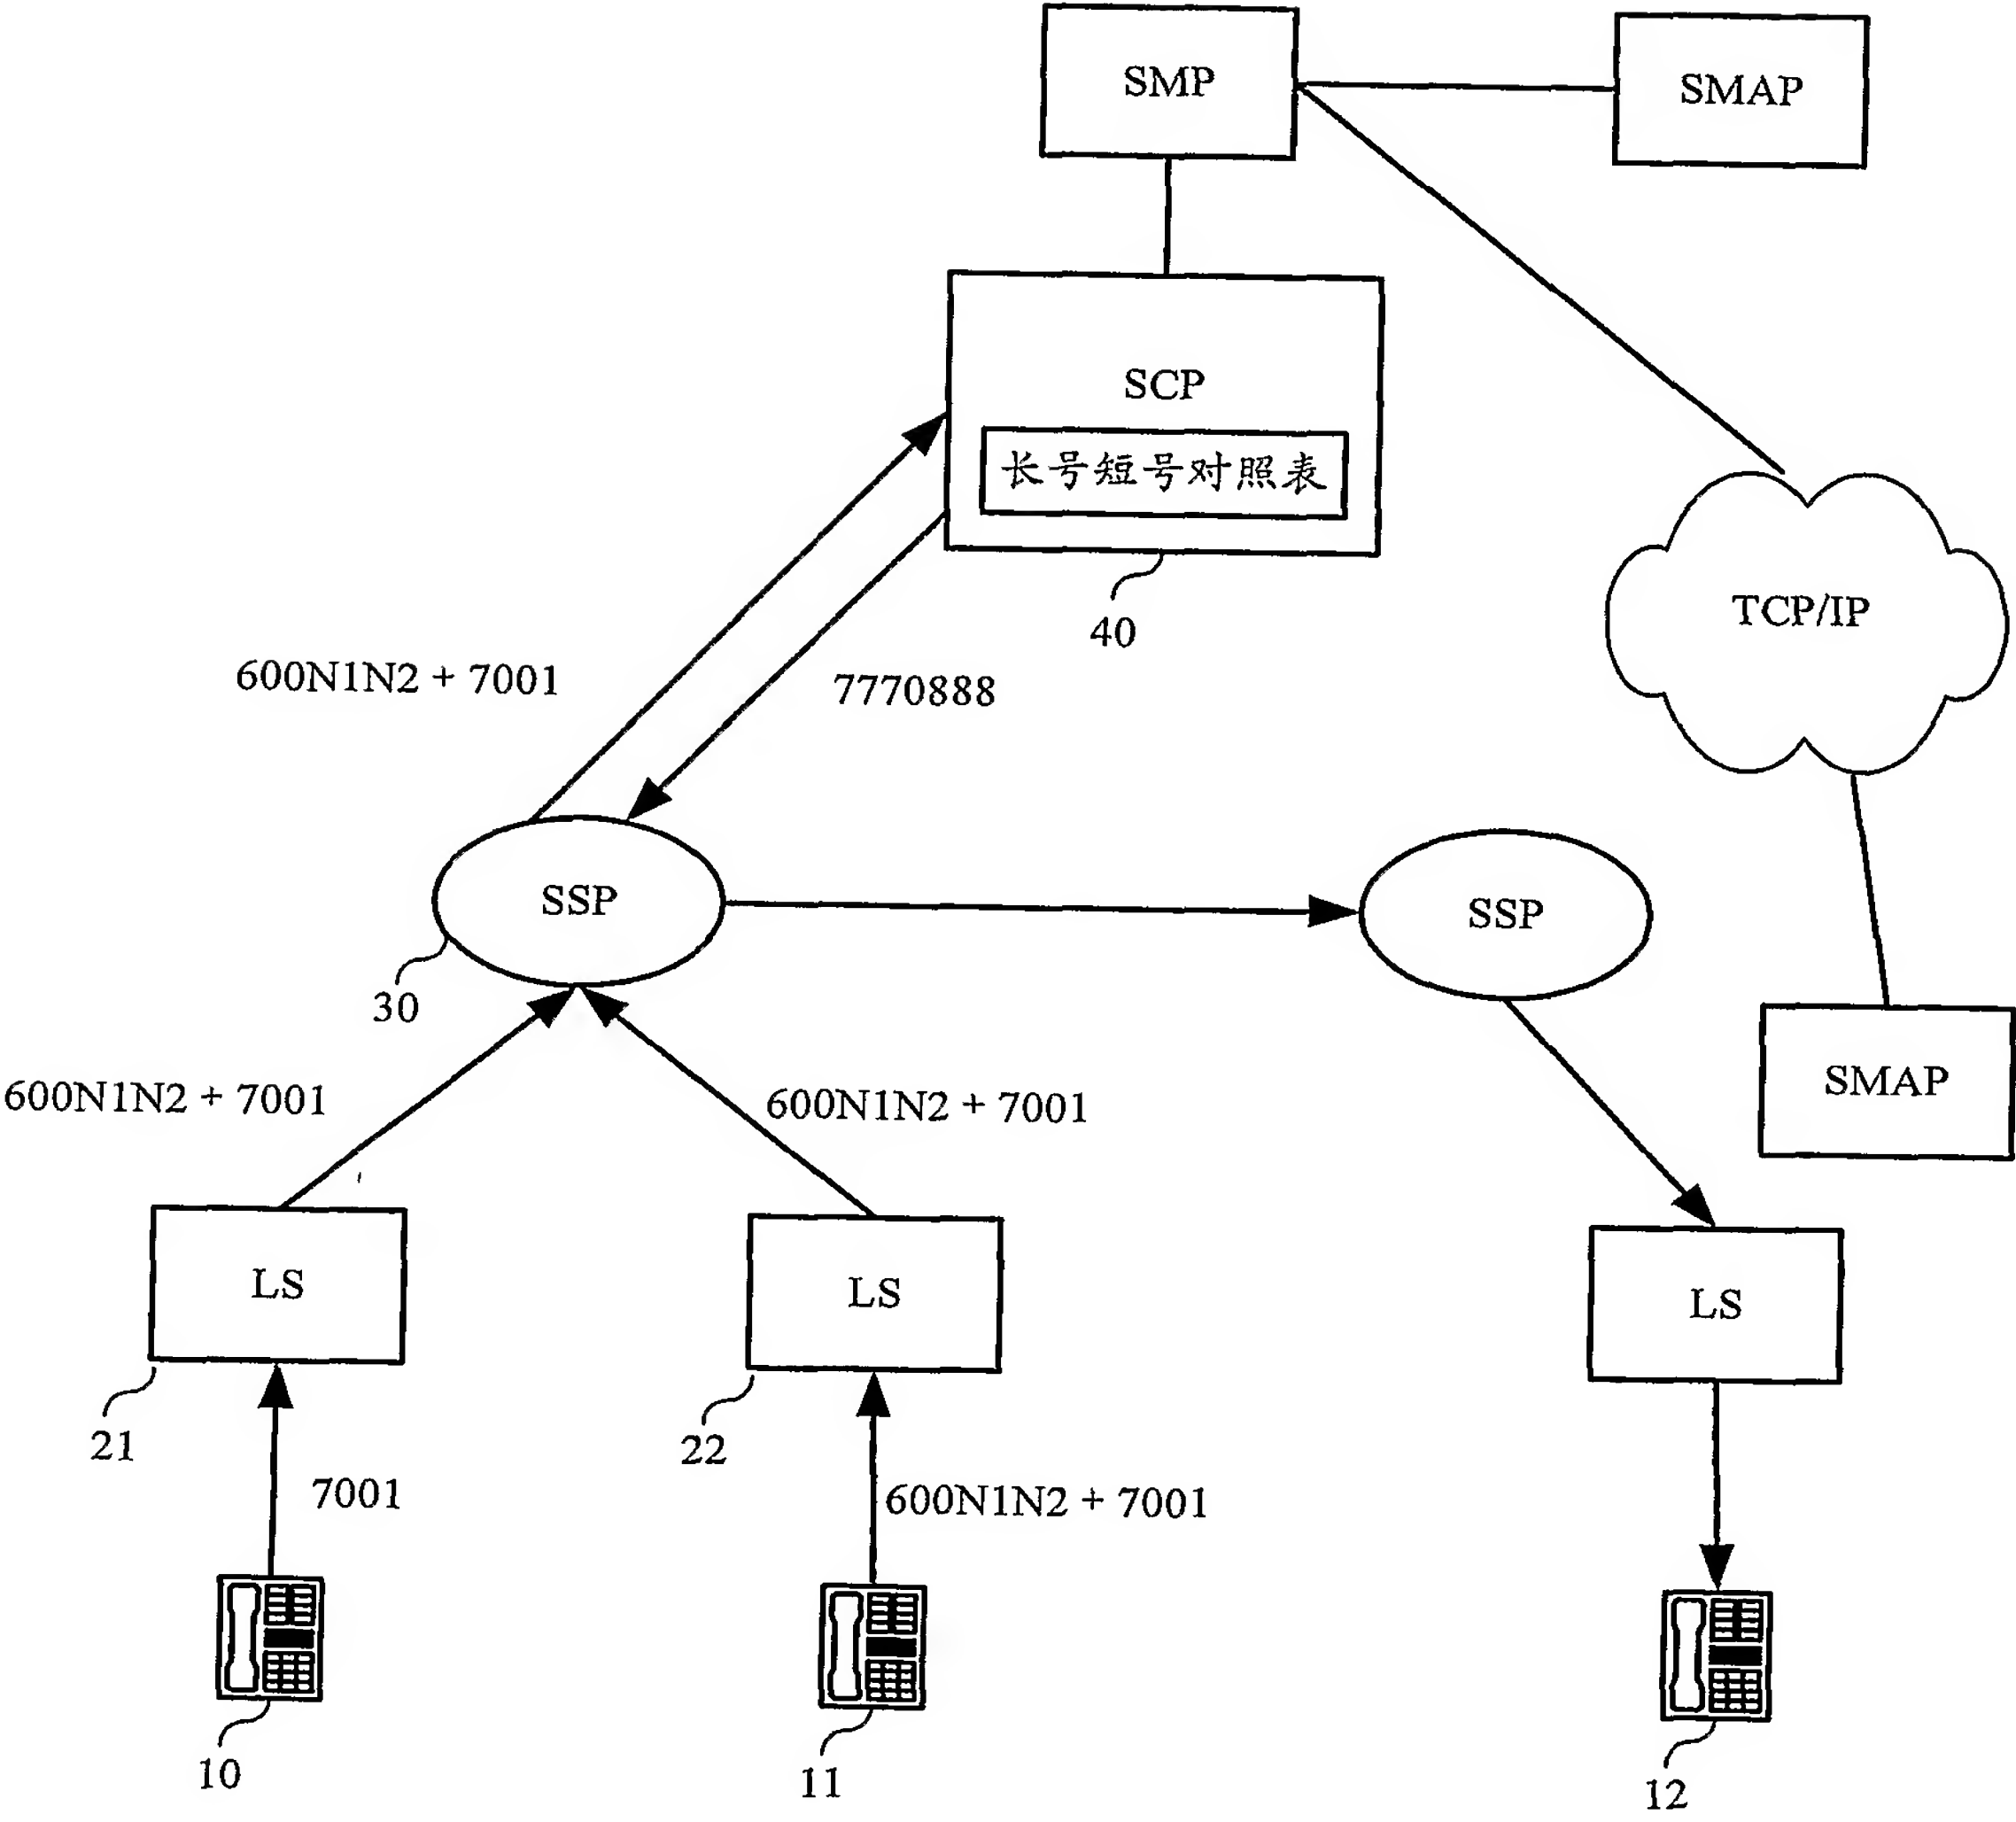 SMP
SMAP
SCP
长号短号对照表
40
TCP/IP
600N1N2 + 7001
7770888
SSP
SSP
30
SMAP
600N1N2 + 7001
600N1N2 + 7001
LS
LS
LS
21
22
7001
600N1N2 + 7001
10
11
12